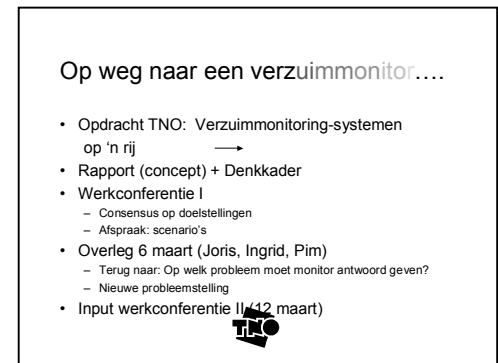 Op weg naar een verzuimmonitor….
• Opdracht TNO: Verzuimmonitoring-systemen
op ‘n rij →
• Rapport (concept) + Denkkader
• Werkconferentie I
– Consensus op doelstellingen
– Afspraak: scenario’s
• Overleg 6 maart (Joris, Ingrid, Pim)
– Terug naar: Op welk probleem moet monitor antwoord geven?
– Nieuwe probleemstelling
• Input werkconferentie II (12 maart)
TNO